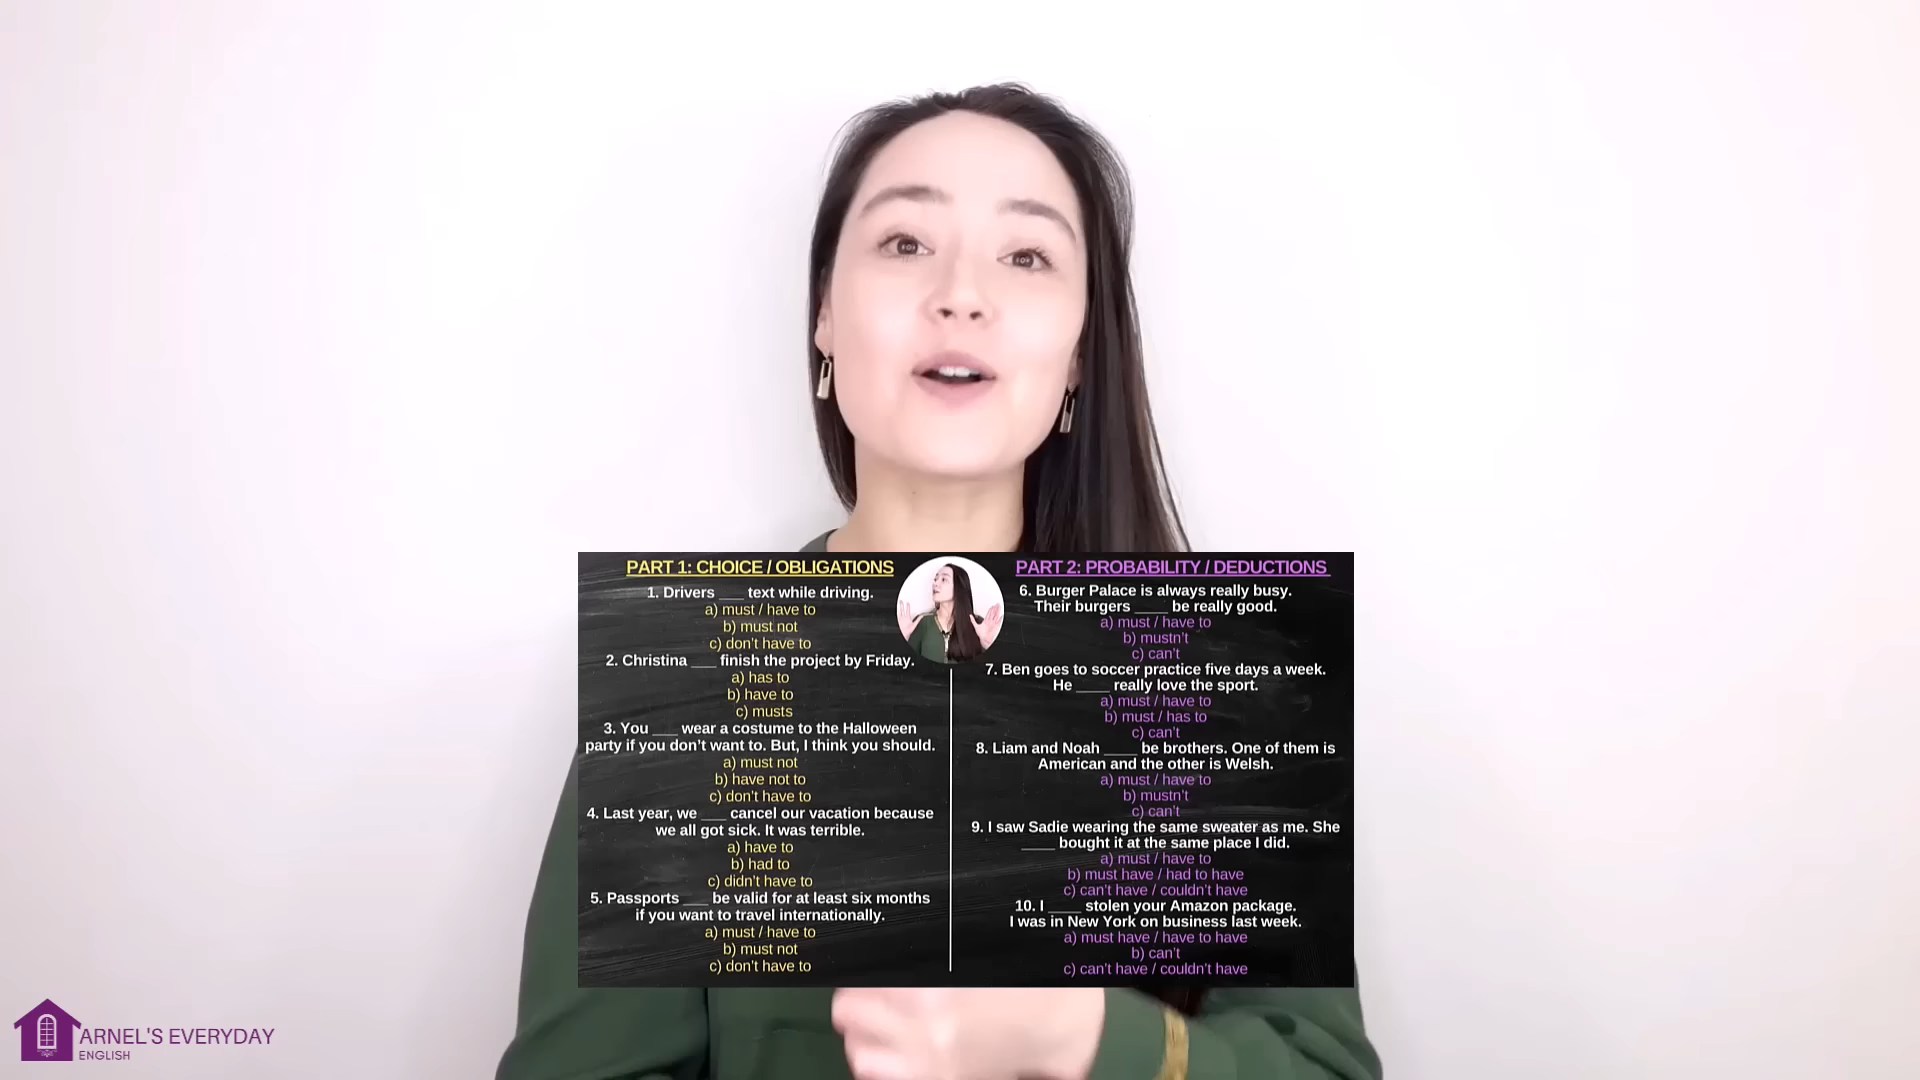 PART 1: CHOICE / OBLIGATIONS
1. Drivers ___ text while driving.
a) must / have to
b) must not
c) don't have to
2. Christina ___ finish the project by Friday.
a) has to
b) have to
c) musts
3. You ___ wear a costume to the Halloween
party if you don't want to. But, I think you should.
a) must not
b) have not to
c) don't have to
4. Last year, we ___ cancel our vacation because
we all got sick. It was terrible.
a) have to
b) had to
c) didn't have to
5. Passports ___ be valid for at least six months
if you want to travel internationally.
a) must / have to
b) must not
c) don't have to
PART 2: PROBABILITY / DEDUCTIONS
6. Burger Palace is always really busy.
Their burgers ____ be really good.
a) must / have to
b) mustn't
c) can't
7. Ben goes to soccer practice five days a week.
He ____ really love the sport.
a) must / have to
b) must / has to
c) can't
8. Liam and Noah ____ be brothers. One of them is
American and the other is Welsh.
a) must / have to
b) mustn't
c) can't
9. I saw Sadie wearing the same sweater as me. She
____ bought it at the same place I did.
a) must / have to
b) must have / had to have
c) can't have / couldn't have
10. I ____ stolen your Amazon package.
I was in New York on business last week.
a) must have / have to have
b) can't
c) can't have / couldn't have
ARNEL'S EVERYDAY
ENGLISH